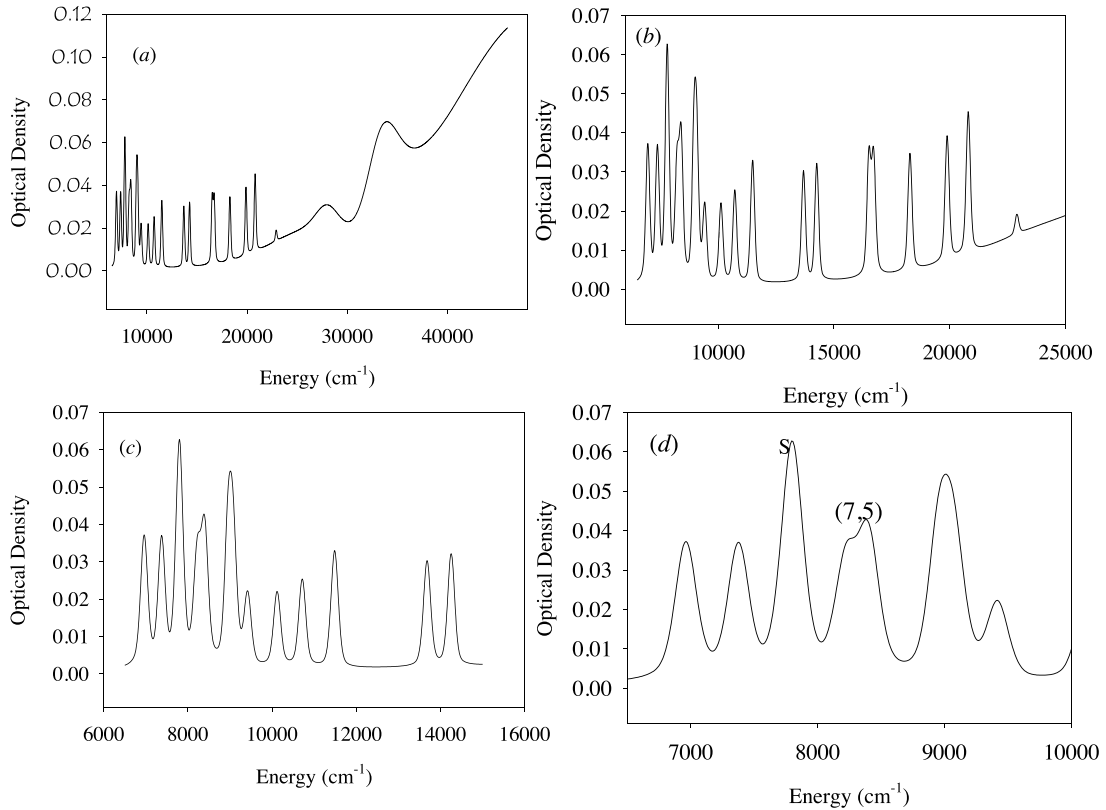 (a)
Optical Density
0.12
0.10
0.08
0.06
0.04
0.02
0.00
10000 20000 30000 40000
Energy (cm-1)
(b)
Optical Density
0.07
0.06
0.05
0.04
0.03
0.02
0.01
0.00
10000 15000 20000 25000
Energy (cm-1)
(c)
Optical Density
0.07
0.06
0.05
0.04
0.03
0.02
0.01
0.00
6000 8000 10000 12000 14000 16000
Energy (cm-1)
(d)
S
(7,5)
Optical Density
0.07
0.06
0.05
0.04
0.03
0.02
0.01
0.00
7000 8000 9000 10000
Energy (cm-1)